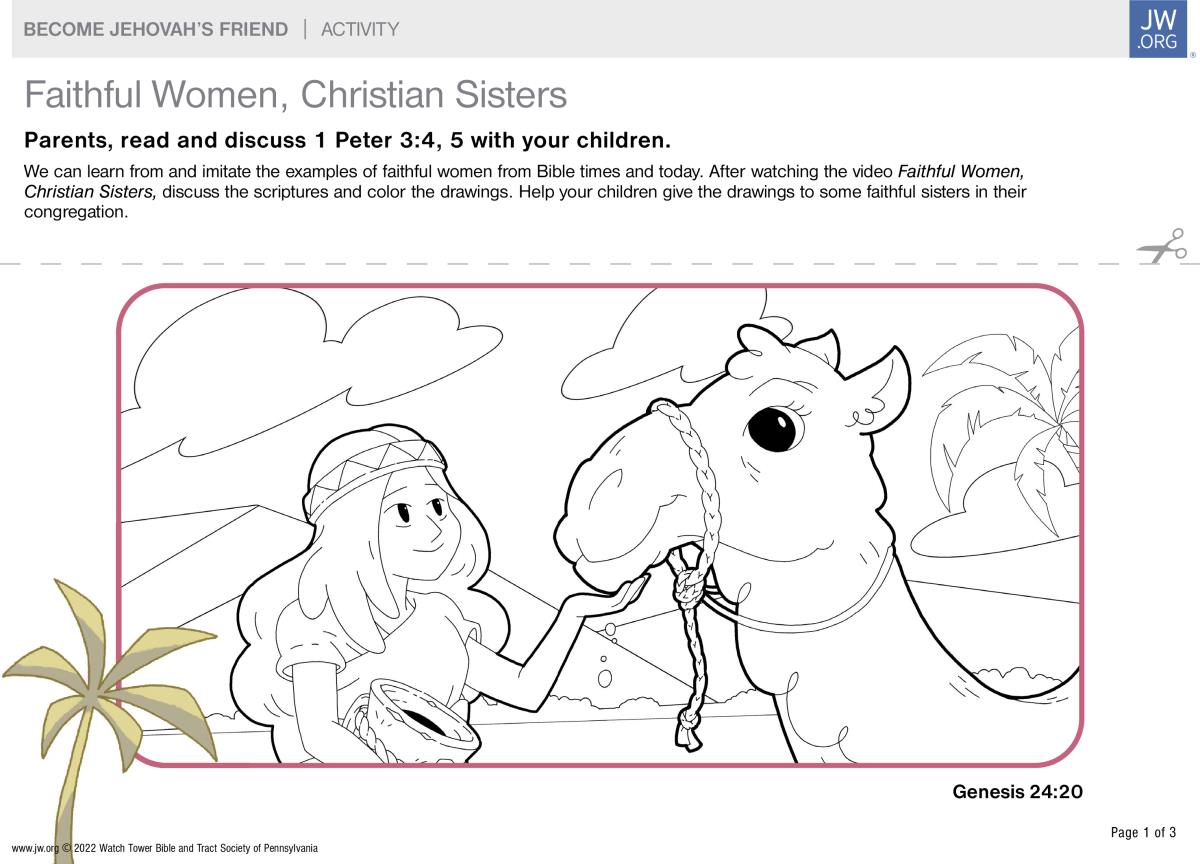 BECOME JEHOVAH’S FRIEND | ACTIVITY
JW
.ORG
®
Faithful Women, Christian Sisters
Parents, read and discuss 1 Peter 3:4, 5 with your children.
We can learn from and imitate the examples of faithful women from Bible times and today. After watching the video Faithful Women,
Christian Sisters, discuss the scriptures and color the drawings. Help your children give the drawings to some faithful sisters in their
congregation.
Genesis 24:20
Page 1 of 3
www.jw.org © 2022 Watch Tower Bible and Tract Society of Pennsylvania